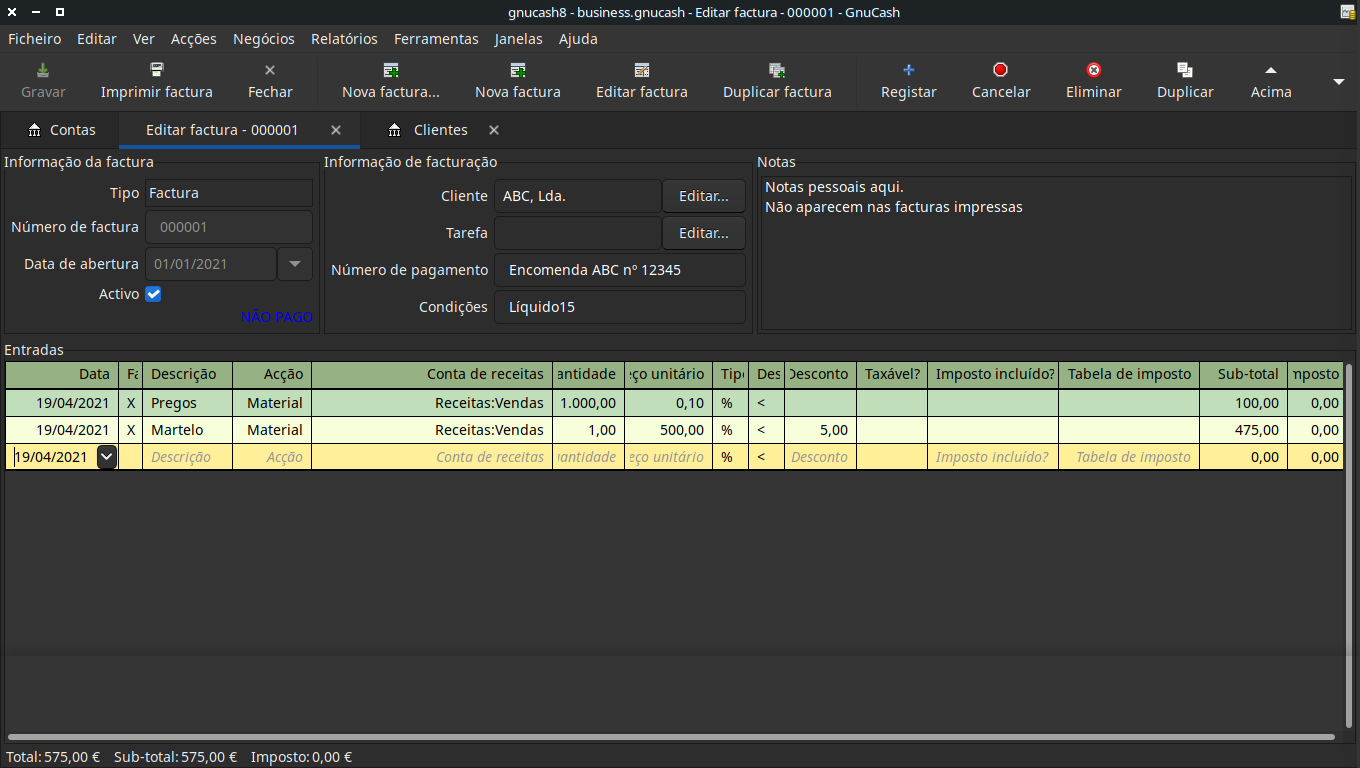 gnucash8 - business.gnucash - Editar factura - 000001 - GnuCash
Ficheiro Editar Ver Acções Negócios Relatórios Ferramentas Janelas Ajuda
Gravar Imprimir factura Fechar Nova factura... Nova factura Editar factura Duplicar factura Registar Cancelar Eliminar Duplicar Acima
Contas Editar factura - 000001 Clientes
Informação da factura
Tipo Factura
Número de factura 000001
Data de abertura 01/01/2021
Activo
NÃO PAGO
Informação de facturação
Cliente ABC, Lda. Editar...
Tarefa Editar...
Número de pagamento Encomenda ABC nº 12345
Condições Líquido15
Notas
Notas pessoais aqui.
Não aparecem nas facturas impressas
Entradas
Data Fa Descrição Acção Conta de receitas antidade ço unitário Tip Des Desconto Taxável? Imposto incluído? Tabela de imposto Sub-total mposto
19/04/2021 X Pregos Material Receitas:Vendas 1.000,00 0,10 % < 100,00 0,00
19/04/2021 X Martelo Material Receitas:Vendas 1,00 500,00 % < 5,00 475,00 0,00
19/04/2021 Descrição Acção Conta de receitas antidade eço unitário % < Desconto Imposto incluído? Tabela de imposto 0,00 0,00
Total: 575,00 € Sub-total: 575,00 € Imposto: 0,00 €